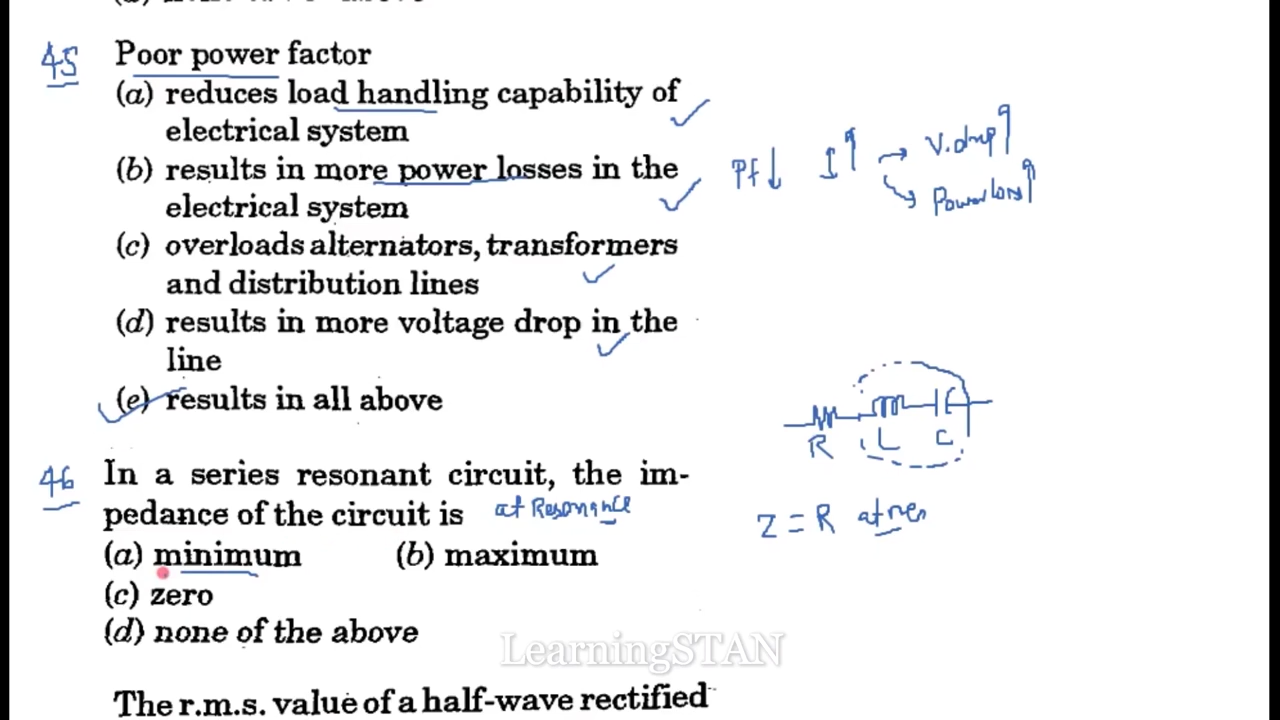 45 Poor power factor
(a) reduces load handling capability of
electrical system
(b) results in more power losses in the
electrical system
(c) overloads alternators, transformers
and distribution lines
(d) results in more voltage drop in the
line
(e) results in all above
Pf↓ I↑ → V.drop↑
→ Power loss↑
46 In a series resonant circuit, the im-
pedance of the circuit is at Resonance
(a) minimum (b) maximum
(c) zero
(d) none of the above
R L C
Z = R at res
LearningSTAN
The r.m.s. value of a half-wave rectified